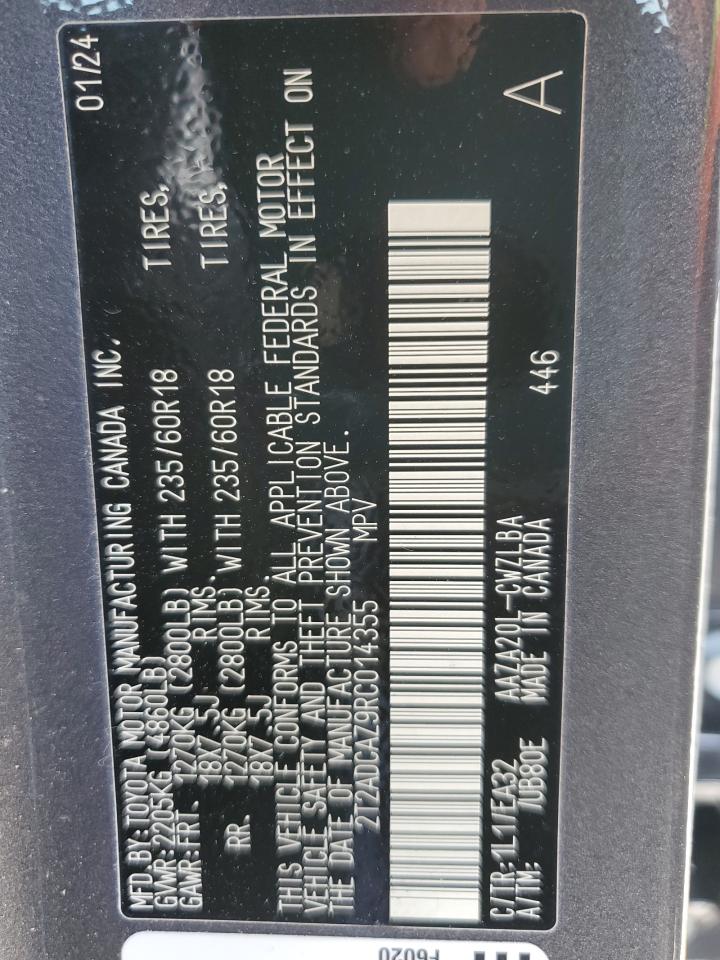 MFD.BY:TOYOTA MOTOR MANUFACTURING CANADA INC. 01/24
GVWR:2205KG (4860LB)
GAWR:FRT. 1270KG (2800LB) WITH 235/60R18 TIRES,
18X7.5J RIMS.
RR. 1270KG (2800LB) WITH 235/60R18 TIRES,
18X7.5J RIMS.
THIS VEHICLE CONFORMS TO ALL APPLICABLE FEDERAL MOTOR
VEHICLE SAFETY AND THEFT PREVENTION STANDARDS IN EFFECT ON
THE DATE OF MANUFACTURE SHOWN ABOVE.
2T2ADCAZ9RC014355 MPV
C/TR:1L1/EA32 AAZA20L-CWZLBA
A/TM: /UB80E MADE IN CANADA 446 A
F6020